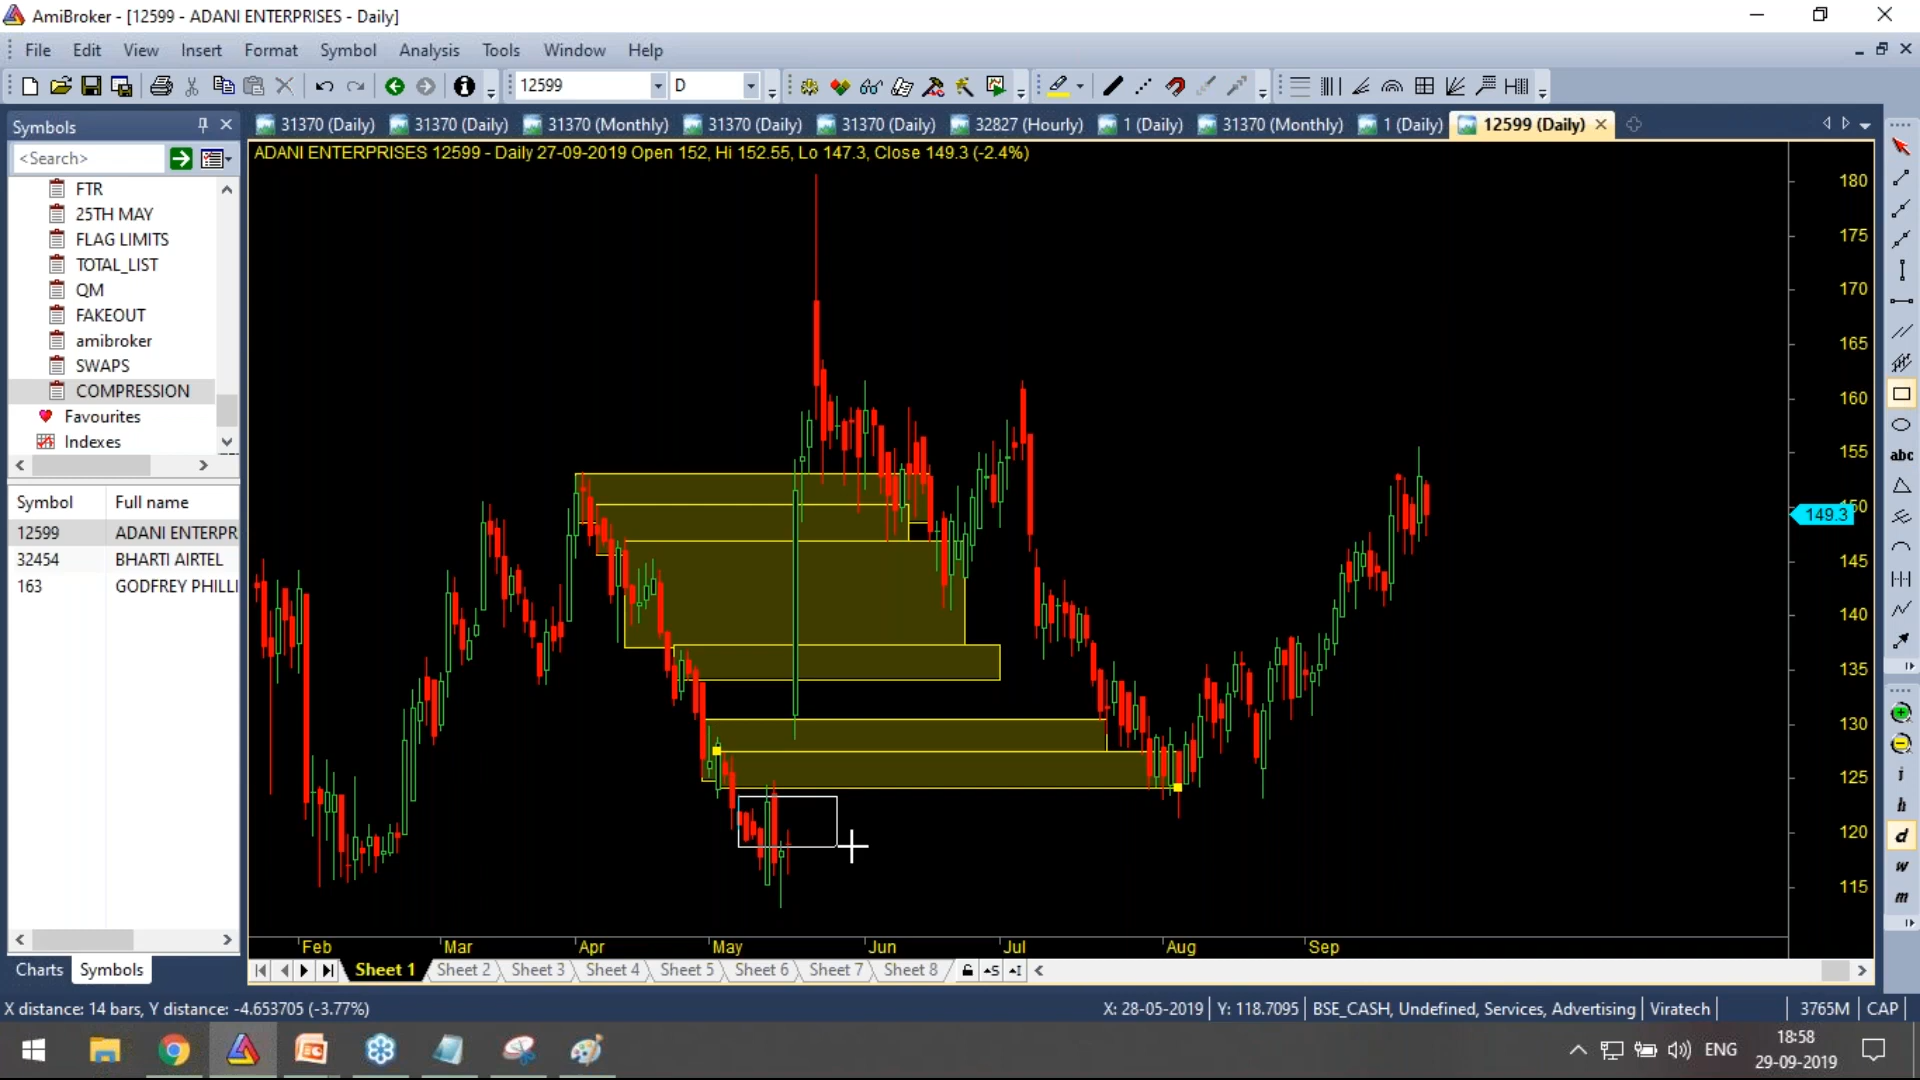 AmiBroker - [12599 - ADANI ENTERPRISES - Daily]
File Edit View Insert Format Symbol Analysis Tools Window Help
12599 D
Symbols
31370 (Daily) 31370 (Daily) 31370 (Monthly) 31370 (Daily) 31370 (Daily) 32827 (Hourly) 1 (Daily) 31370 (Monthly) 1 (Daily) 12599 (Daily)
<Search>
ADANI ENTERPRISES 12599 - Daily 27-09-2019 Open 152, Hi 152.55, Lo 147.3, Close 149.3 (-2.4%)
FTR
25TH MAY
FLAG LIMITS
TOTAL_LIST
QM
FAKEOUT
amibroker
SWAPS
COMPRESSION
Favourites
Indexes
Symbol Full name
12599 ADANI ENTERPR
32454 BHARTI AIRTEL
163 GODFREY PHILLI
180
175
170
165
160
155
150
149.3
145
140
135
130
125
120
115
abc
i
h
d
w
m
Feb Mar Apr May Jun Jul Aug Sep
Charts Symbols
Sheet 1 Sheet 2 Sheet 3 Sheet 4 Sheet 5 Sheet 6 Sheet 7 Sheet 8
X distance: 14 bars, Y distance: -4.653705 (-3.77%)
X: 28-05-2019 Y: 118.7095 BSE_CASH, Undefined, Services, Advertising Viratech 3765M CAP
ENG
18:58
29-09-2019